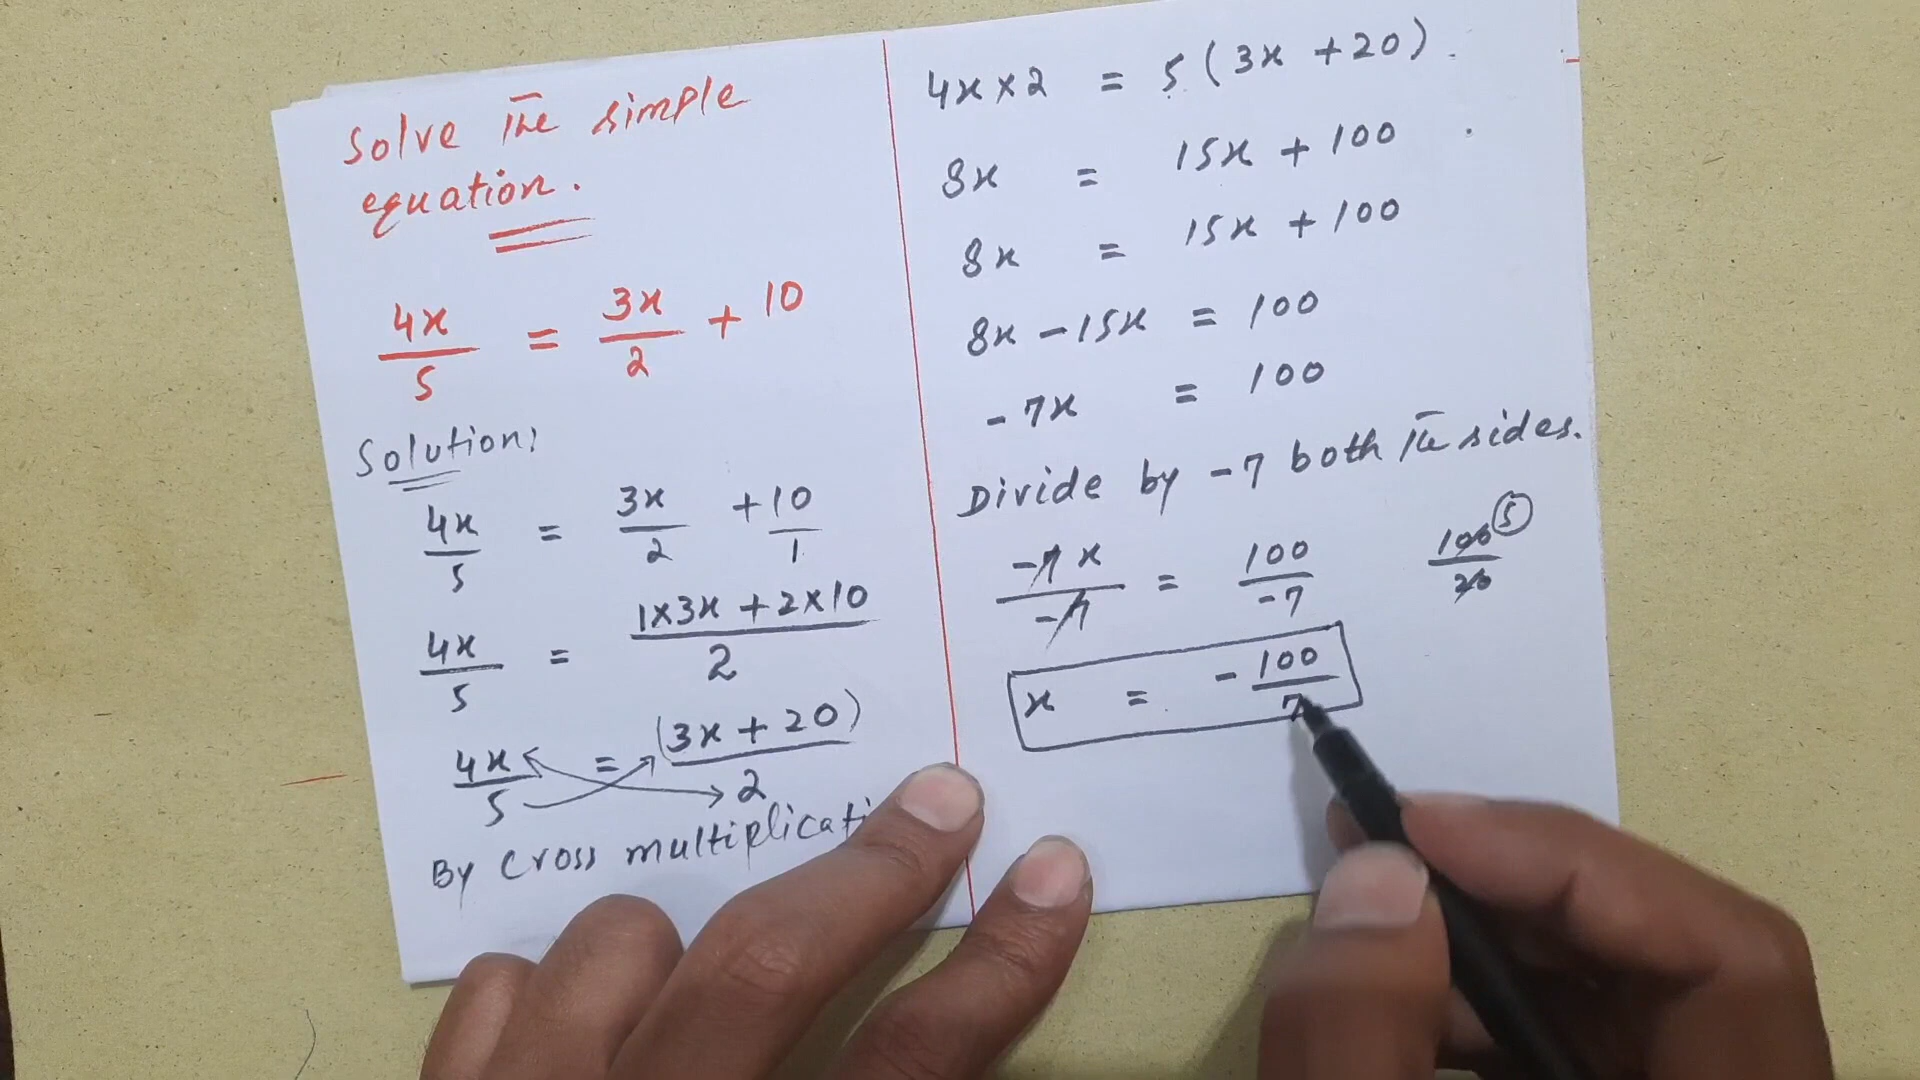 Solve the simple
equation.
4x/5 = 3x/2 + 10
Solution:
4x/5 = 3x/2 + 10/1
4x/5 = 1×3x + 2×10/2
4x/5 = (3x + 20)/2
By Cross multiplicati
4x×2 = 5(3x + 20)
8x = 15x + 100
8x = 15x + 100
8x - 15x = 100
-7x = 100
Divide by -7 both the sides.
-7x/-7 = 100/-7
100/20 5
x = -100/7